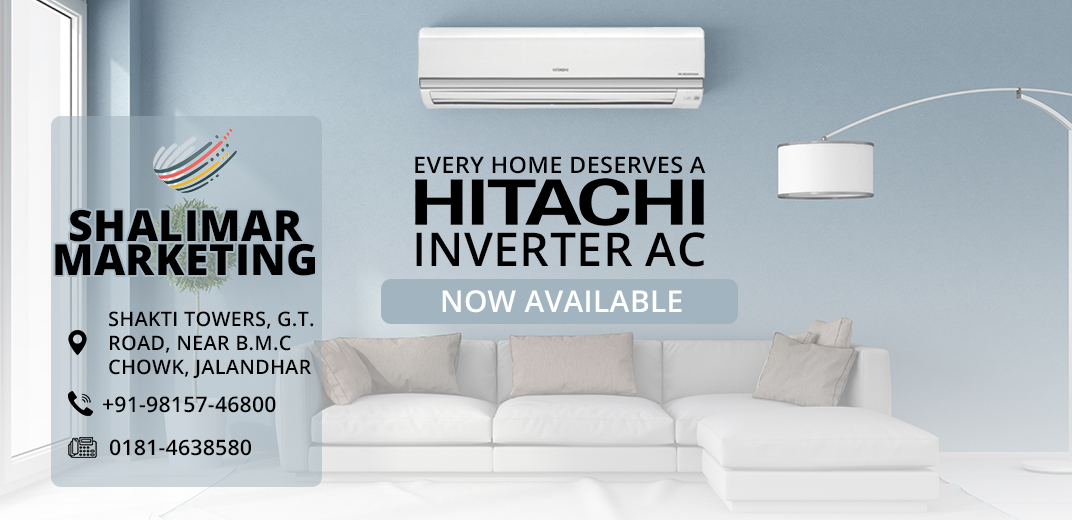 HITACHI
SHALIMAR
MARKETING
SHAKTI TOWERS, G.T.
ROAD, NEAR B.M.C
CHOWK, JALANDHAR
+91-98157-46800
0181-4638580
EVERY HOME DESERVES A
HITACHI
INVERTER AC
NOW AVAILABLE